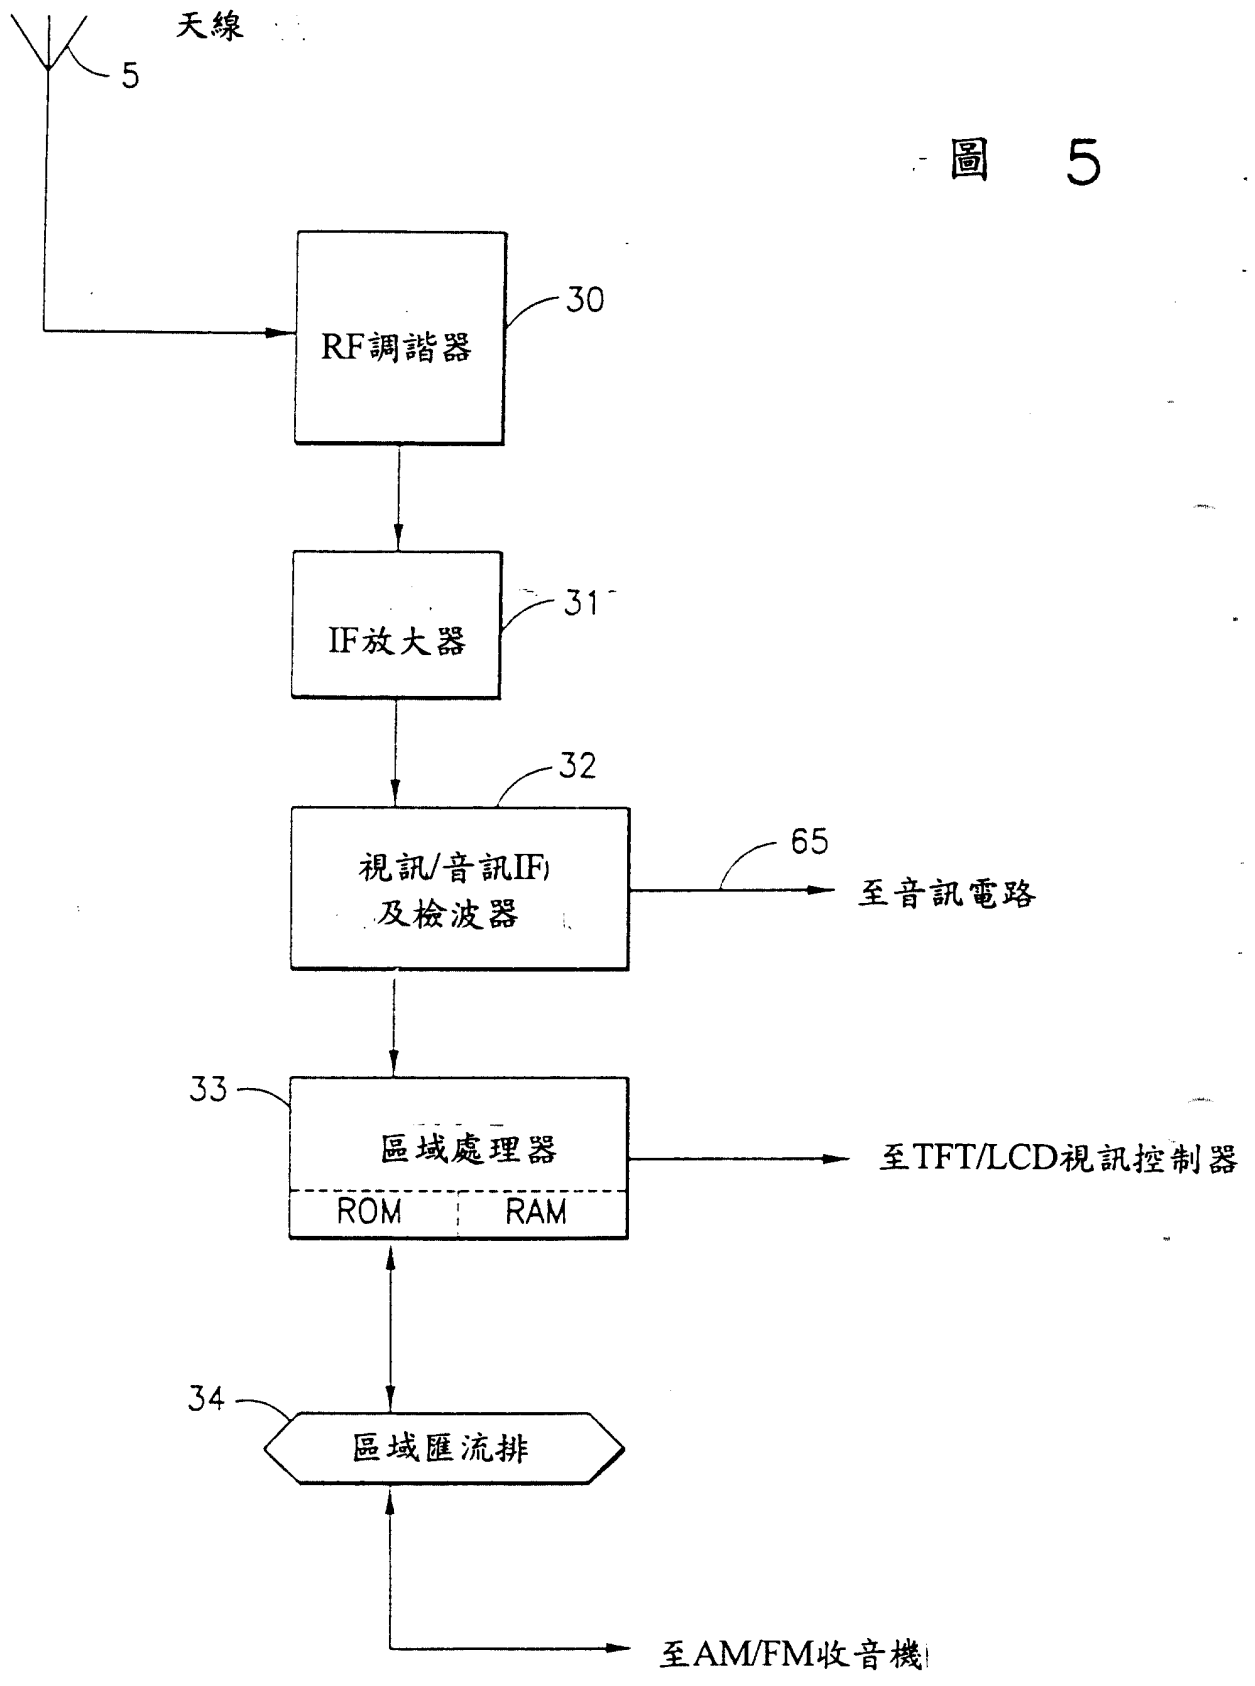 天線
5
圖 5
30
RF調諧器
31
IF放大器
32
視訊/音訊IF
及檢波器
65
至音訊電路
33
區域處理器
ROM
RAM
至TFT/LCD視訊控制器
34
區域匯流排
至AM/FM收音機